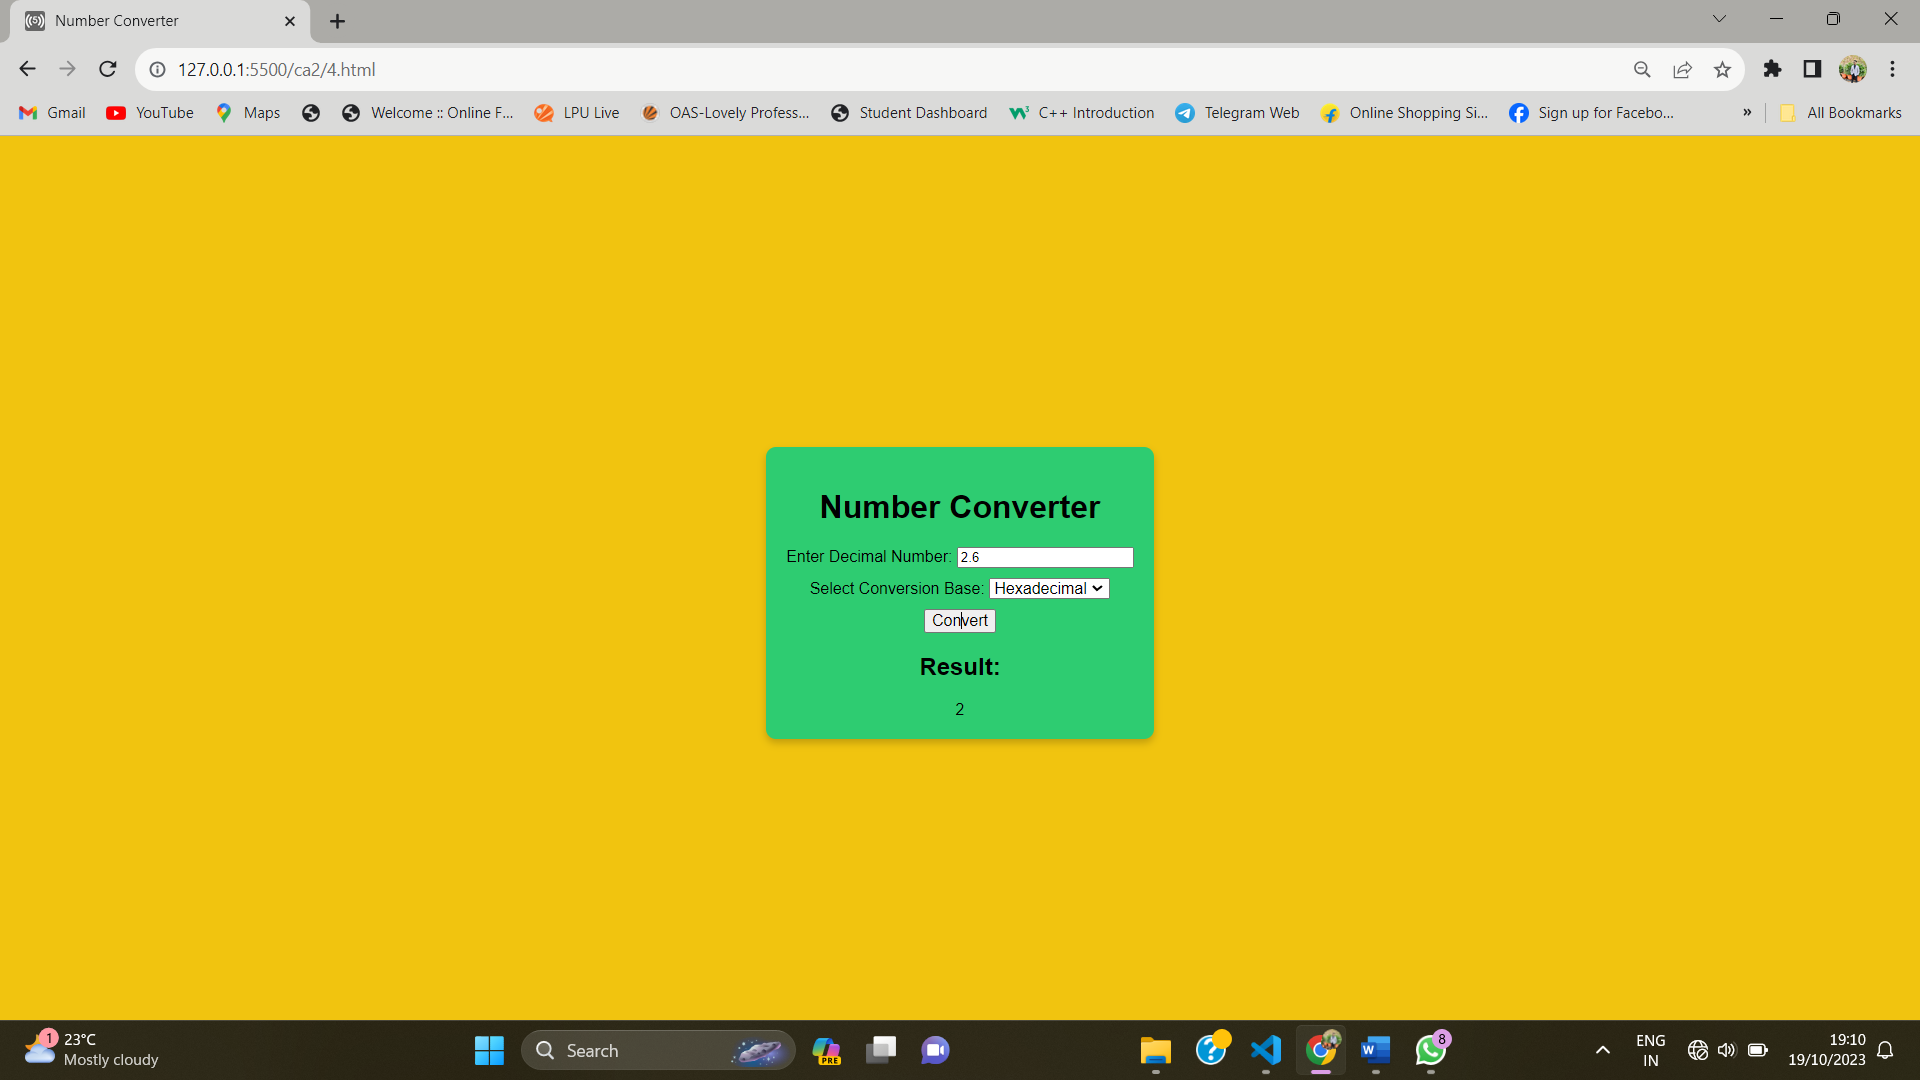 Number Converter
127.0.0.1:5500/ca2/4.html
Gmail YouTube Maps Welcome :: Online F... LPU Live OAS-Lovely Profess... Student Dashboard C++ Introduction Telegram Web Online Shopping Si... Sign up for Facebo... » All Bookmarks
Number Converter
Enter Decimal Number: 2.6
Select Conversion Base: Hexadecimal
Convert
Result:
2
1 23°C
Mostly cloudy
Search
PRE
8
ENG
IN
19:10
19/10/2023